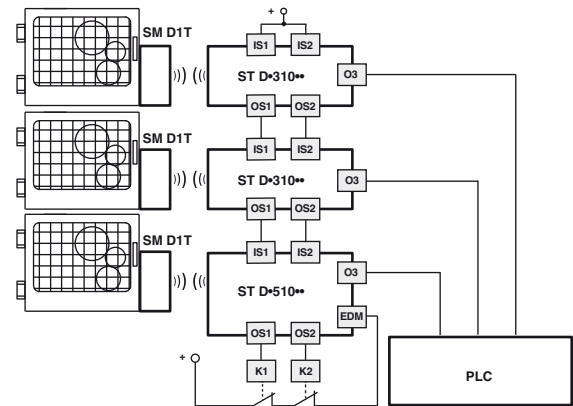 +
SM D1T
IS1 IS2
ST D•310••
O3
OS1 OS2
SM D1T
IS1 IS2
ST D•310••
O3
OS1 OS2
SM D1T
IS1 IS2
O3
ST D•510••
EDM
OS1 OS2
+
K1 K2
PLC